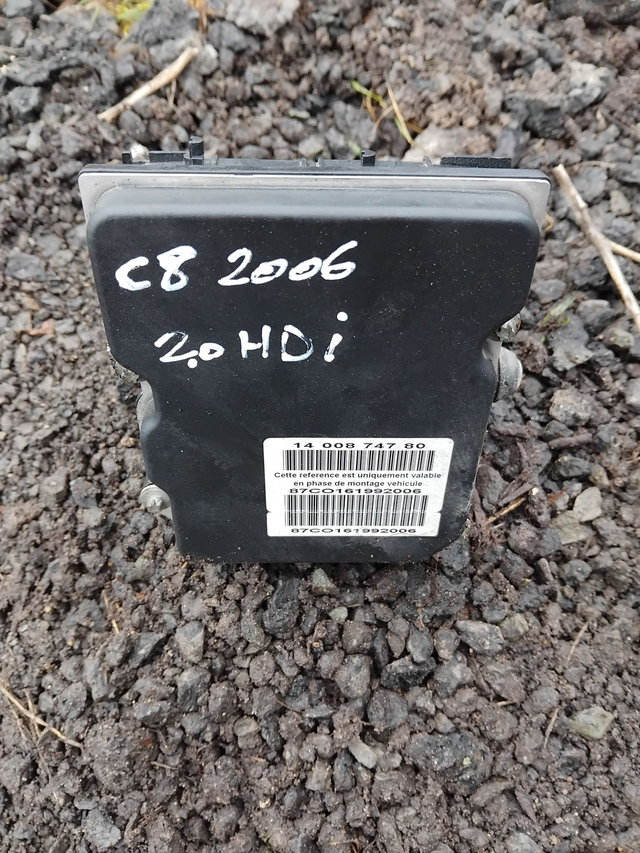 C8 2006
2.0 HDi
14 008 747 80
Cette reference est uniquement valable
en phase de montage vehicule
87CO161992006
87CO161992006